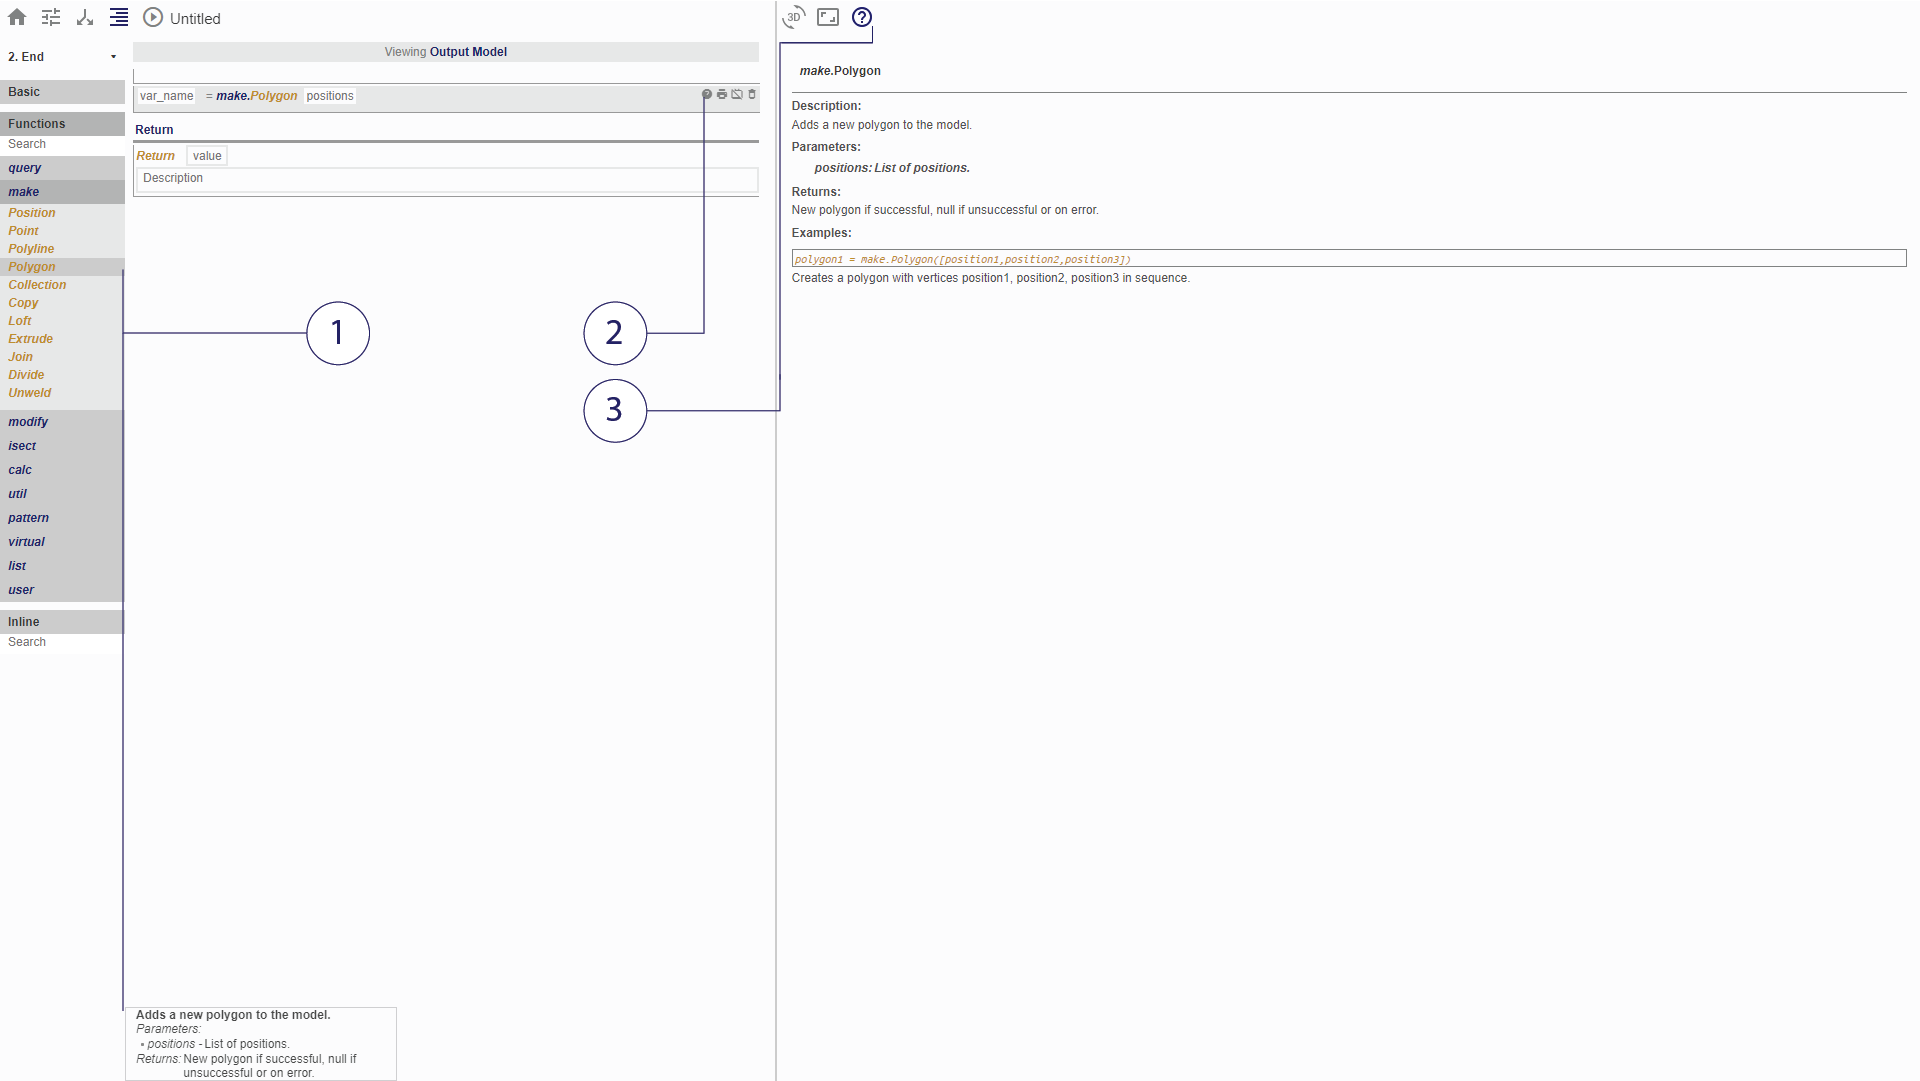 Untitled
3D
?
2. End
Basic
Functions
Search
query
make
Position
Point
Polyline
Polygon
Collection
Copy
Loft
Extrude
Join
Divide
Unweld
modify
isect
calc
util
pattern
virtual
list
user
Inline
Search
Viewing Output Model
var_name = make.Polygon positions
Return
Return value
Description
1
2
3
Adds a new polygon to the model.
Parameters:
▪ positions - List of positions.
Returns: New polygon if successful, null if
unsuccessful or on error.
make.Polygon
Description:
Adds a new polygon to the model.
Parameters:
positions: List of positions.
Returns:
New polygon if successful, null if unsuccessful or on error.
Examples:
polygon1 = make.Polygon([position1,position2,position3])
Creates a polygon with vertices position1, position2, position3 in sequence.